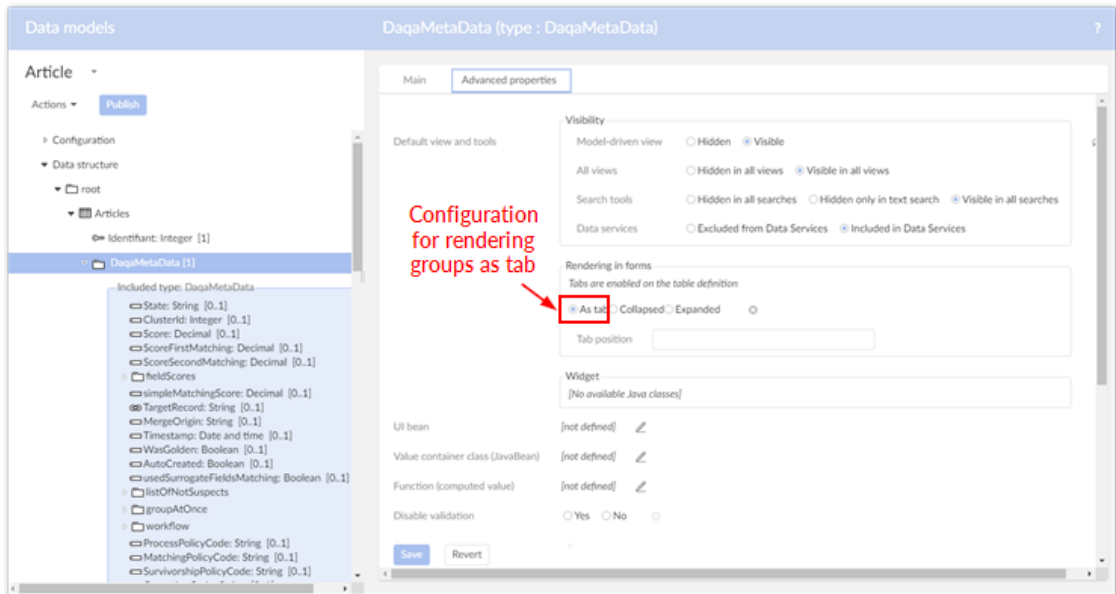 Data models
DaqaMetaData (type : DaqaMetaData)
?
Article
Actions
Publish
Configuration
Data structure
root
Articles
Identifiant: Integer [1]
DaqaMetaData [1]
Included type: DaqaMetaData
State: String [0..1]
ClusterId: Integer [0..1]
Score: Decimal [0..1]
ScoreFirstMatching: Decimal [0..1]
ScoreSecondMatching: Decimal [0..1]
fieldScores
simpleMatchingScore: Decimal [0..1]
TargetRecord: String [0..1]
MergeOrigin: String [0..1]
Timestamp: Date and time [0..1]
WasGolden: Boolean [0..1]
AutoCreated: Boolean [0..1]
usedSurrogateFieldsMatching: Boolean [0..1]
listOfNotSuspects
groupAtOnce
workflow
ProcessPolicyCode: String [0..1]
MatchingPolicyCode: String [0..1]
SurvivorshipPolicyCode: String [0..1]
Main
Advanced properties
Default view and tools
Visibility
Model-driven view Hidden Visible
All views Hidden in all views Visible in all views
Search tools Hidden in all searches Hidden only in text search Visible in all searches
Data services Excluded from Data Services Included in Data Services
Configuration
for rendering
groups as tab
Rendering in forms
Tabs are enabled on the table definition
As tab Collapsed Expanded
Tab position
Widget
[No available Java classes]
UI bean [not defined]
Value container class (JavaBean) [not defined]
Function (computed value) [not defined]
Disable validation Yes No
Save
Revert